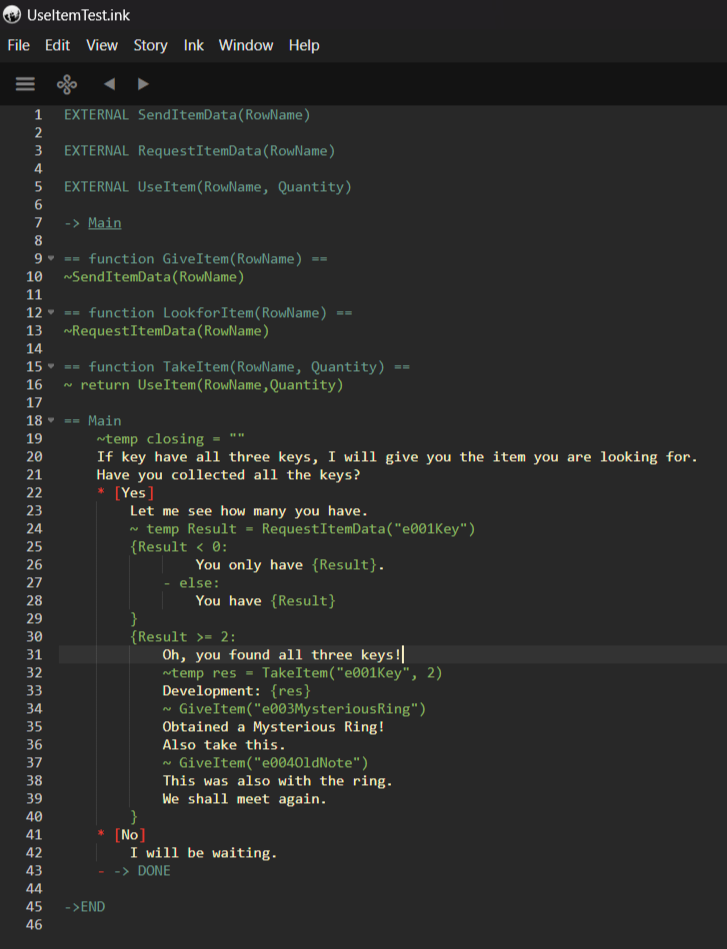 UseItemTest.ink
File Edit View Story Ink Window Help
1 EXTERNAL SendItemData(RowName)
2
3 EXTERNAL RequestItemData(RowName)
4
5 EXTERNAL UseItem(RowName, Quantity)
6
7 -> Main
8
9 == function GiveItem(RowName) ==
10 ~SendItemData(RowName)
11
12 == function LookforItem(RowName) ==
13 ~RequestItemData(RowName)
14
15 == function TakeItem(RowName, Quantity) ==
16 ~ return UseItem(RowName,Quantity)
17
18 == Main
19 ~temp closing = ""
20 If key have all three keys, I will give you the item you are looking for.
21 Have you collected all the keys?
22 * [Yes]
23 Let me see how many you have.
24 ~ temp Result = RequestItemData("e001Key")
25 {Result < 0:
26 You only have {Result}.
27 - else:
28 You have {Result}
29 }
30 {Result >= 2:
31 Oh, you found all three keys!
32 ~temp res = TakeItem("e001Key", 2)
33 Development: {res}
34 ~ GiveItem("e003MysteriousRing")
35 Obtained a Mysterious Ring!
36 Also take this.
37 ~ GiveItem("e004OldNote")
38 This was also with the ring.
39 We shall meet again.
40 }
41 * [No]
42 I will be waiting.
43 - -> DONE
44
45 ->END
46